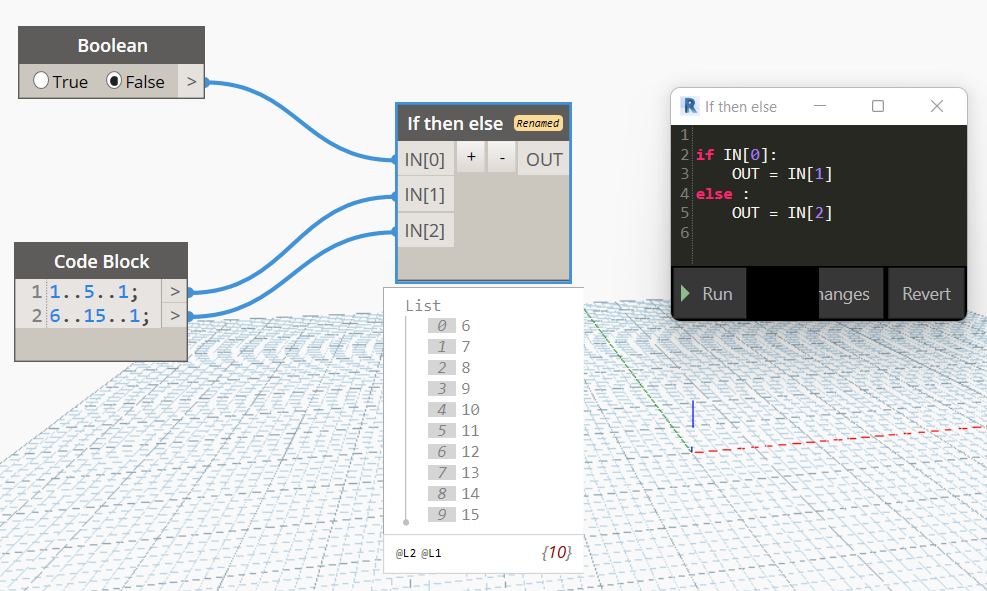 Boolean
True False >
If then else Renamed
IN[0] + - OUT
IN[1]
IN[2]
Code Block
1 1..5..1; >
2 6..15..1; >
List
0 6
1 7
2 8
3 9
4 10
5 11
6 12
7 13
8 14
9 15
@L2 @L1 {10}
R If then else
1
2 if IN[0]:
3 OUT = IN[1]
4 else :
5 OUT = IN[2]
6
Run hanges Revert